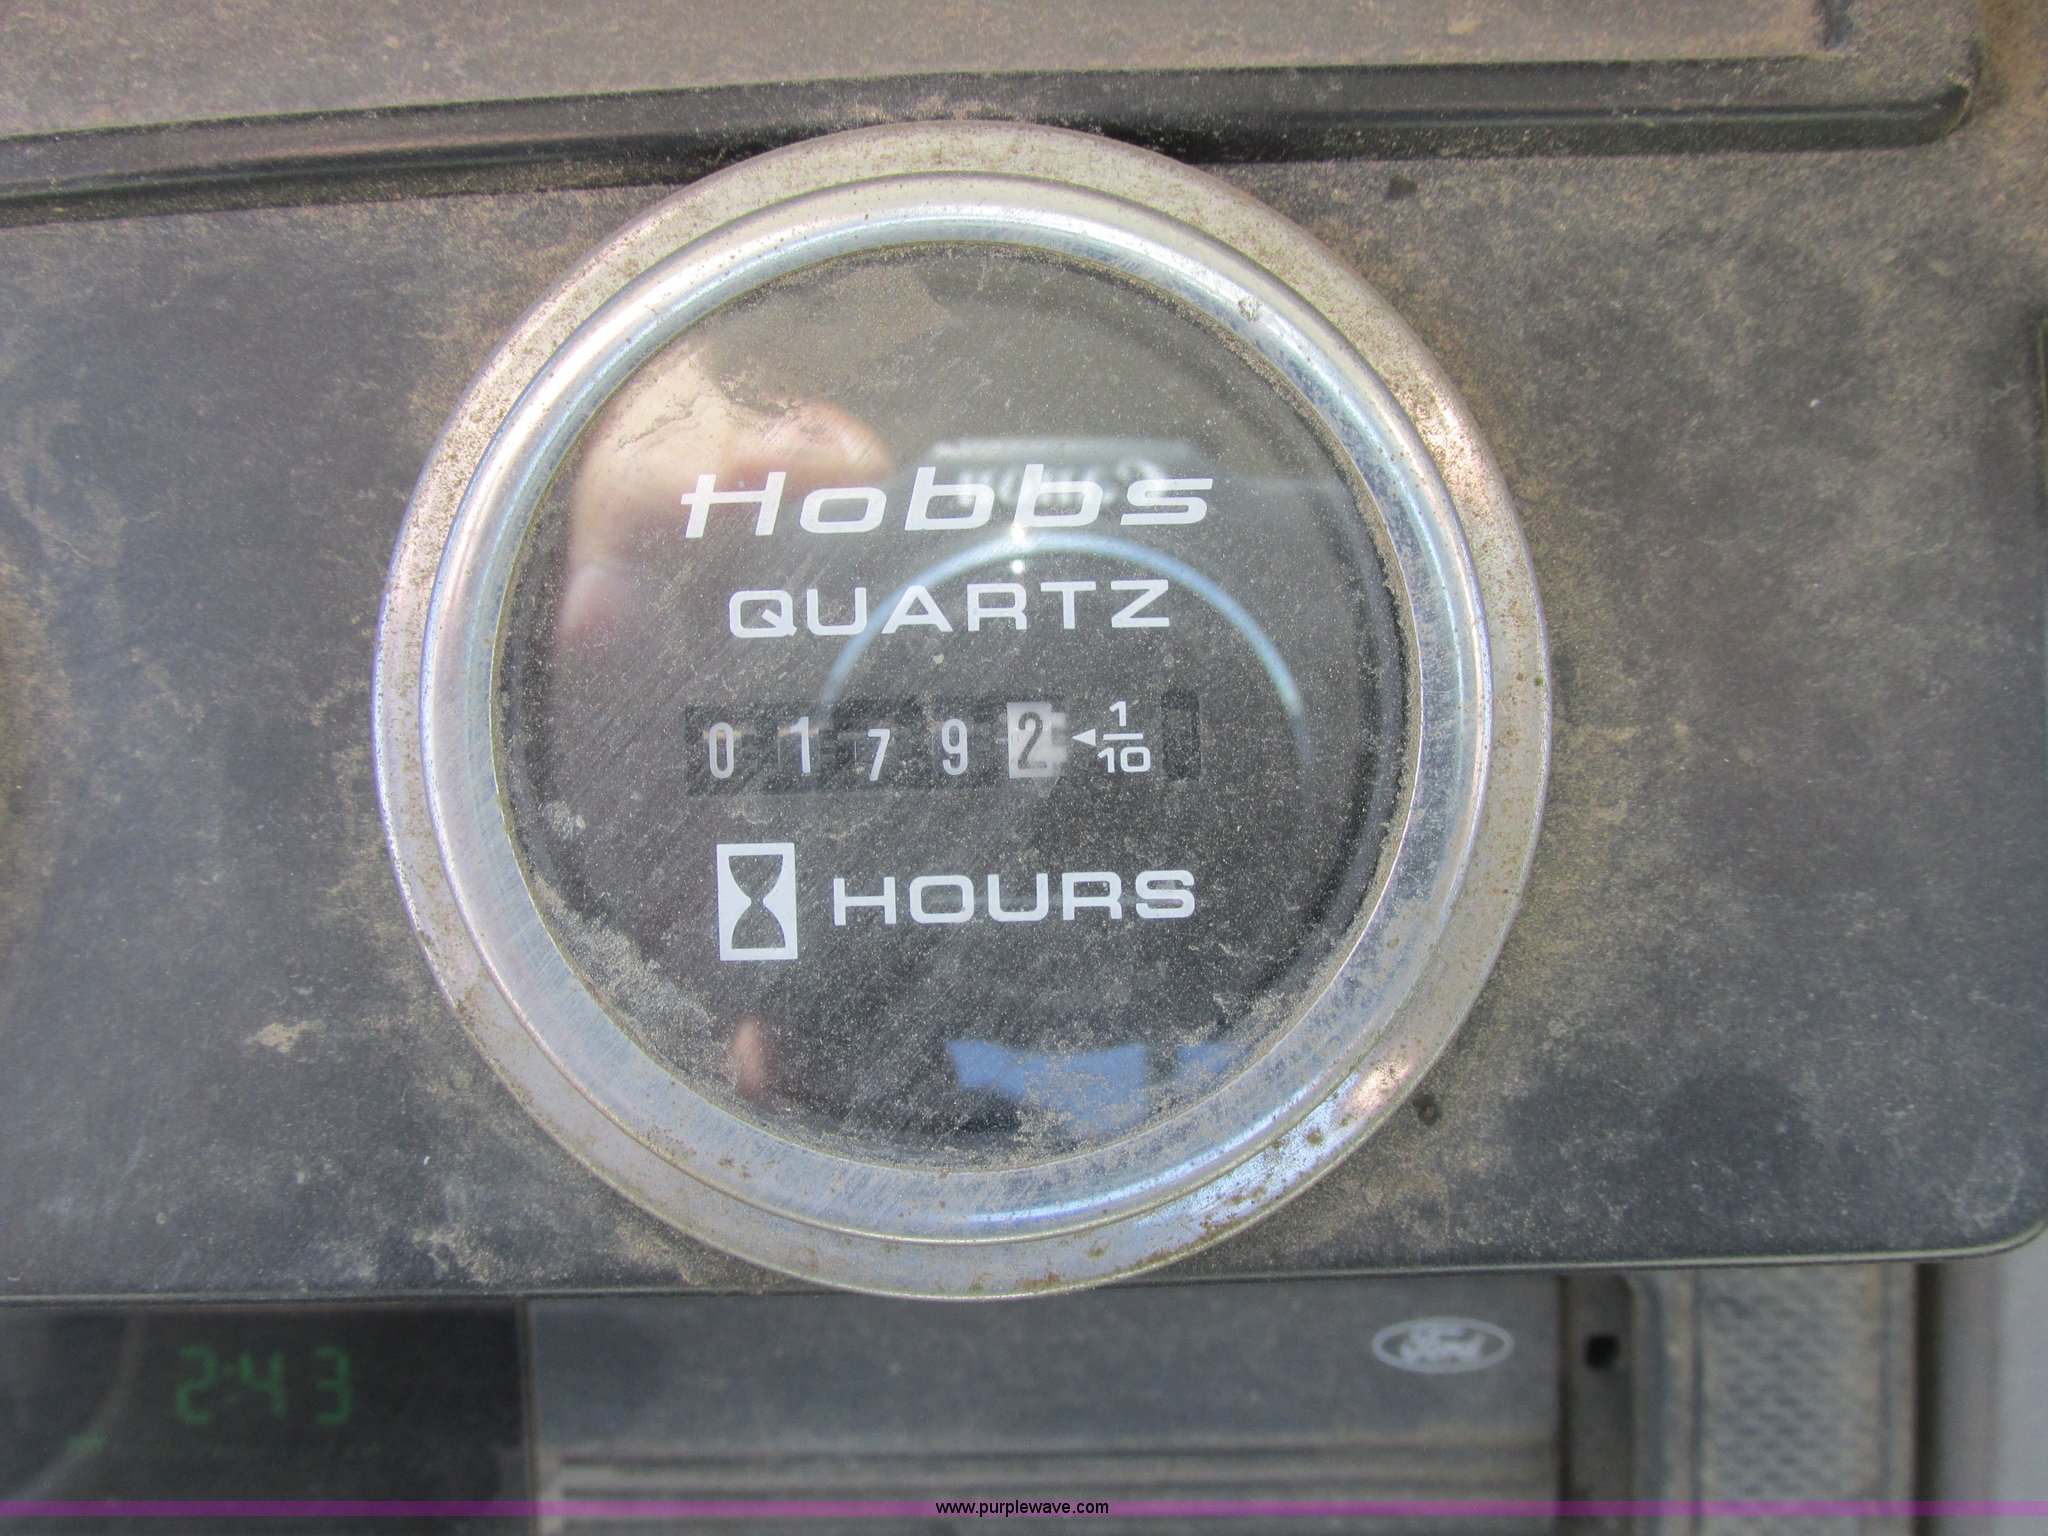 Hobbs
QUARTZ
0 1 7 9 2 ◄ 1/10
HOURS
2:43
Ford
www.purplewave.com